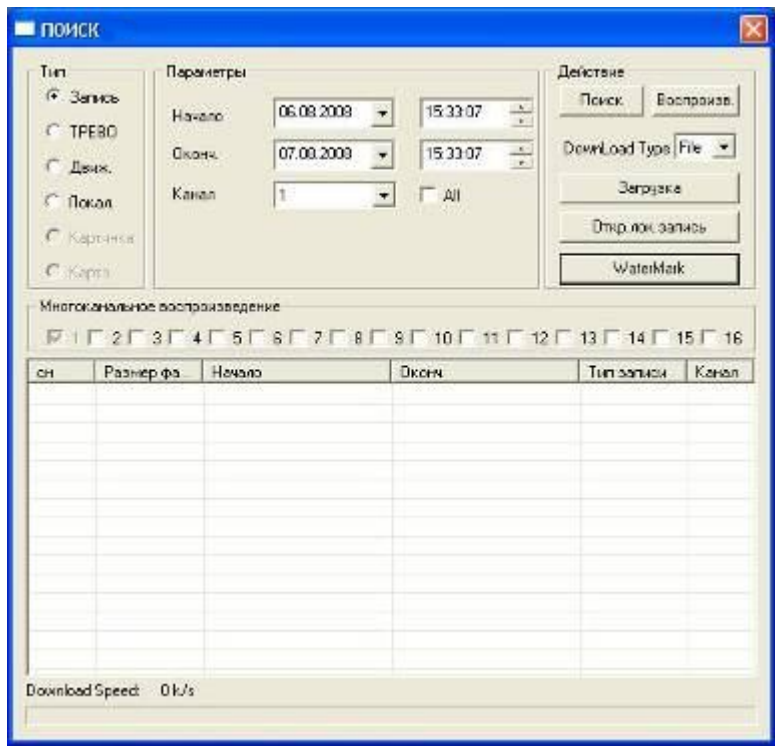 ПОИСК
Тип
Запись
ТРЕВО
Движ.
Локал.
Картинка
Карта
Параметры
Начало 06.08.2008 15:33:07
Оконч. 07.08.2008 15:33:07
Канал 1 All
Действие
Поиск Воспроизв.
DownLoad Type File
Загрузка
Откр.лок.запись
WaterMark
Многоканальное воспроизведение
1 2 3 4 5 6 7 8 9 10 11 12 13 14 15 16
сн Размер фа... Начало Оконч. Тип записи Канал
Download Speed: 0 k/s